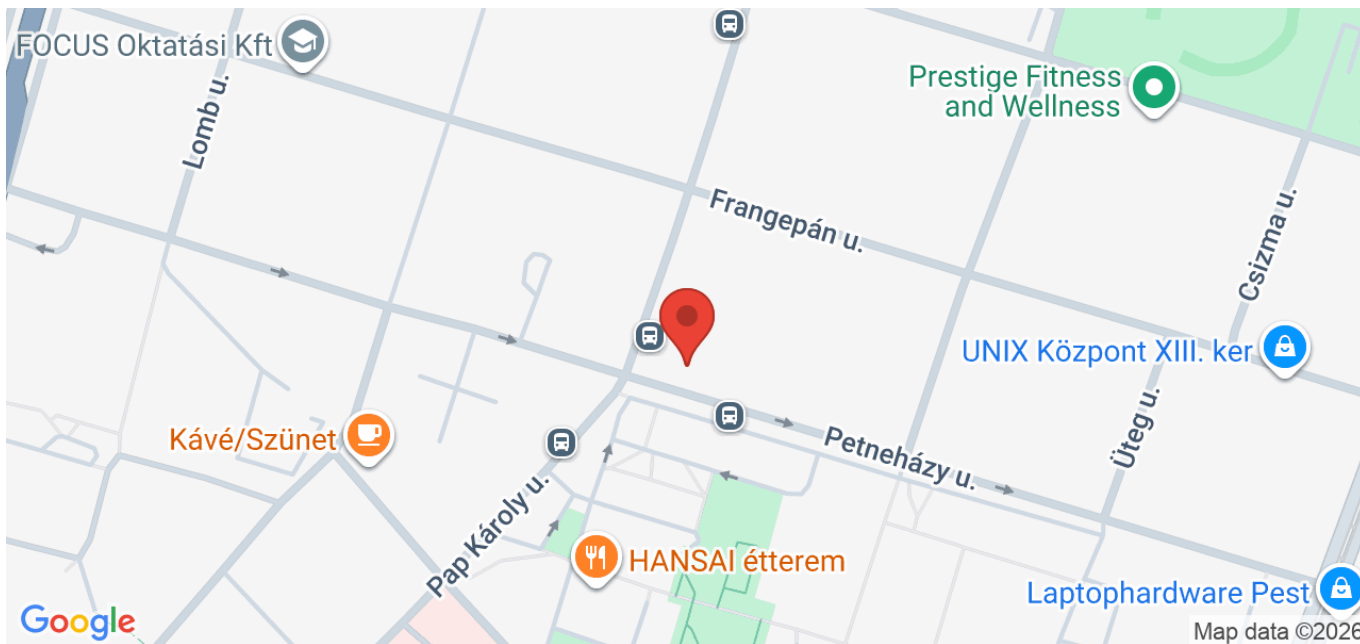 FOCUS Oktatási Kft
Lomb u.
Prestige Fitness
and Wellness
Frangepán u.
Csizma u.
UNIX Központ XIII. ker
Kávé/Szünet
Petneházy u.
Üteg u.
Pap Károly u.
HANSAI étterem
Laptophardware Pest
Google
Map data ©2026